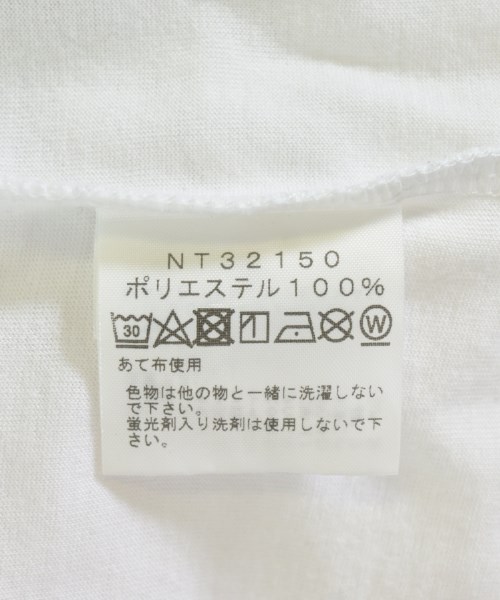 NT32150
ポリエステル100%
30 W
あて布使用
色物は他の物と一緒に洗濯しない
で下さい。
蛍光剤入り洗剤は使用しないで下
さい。